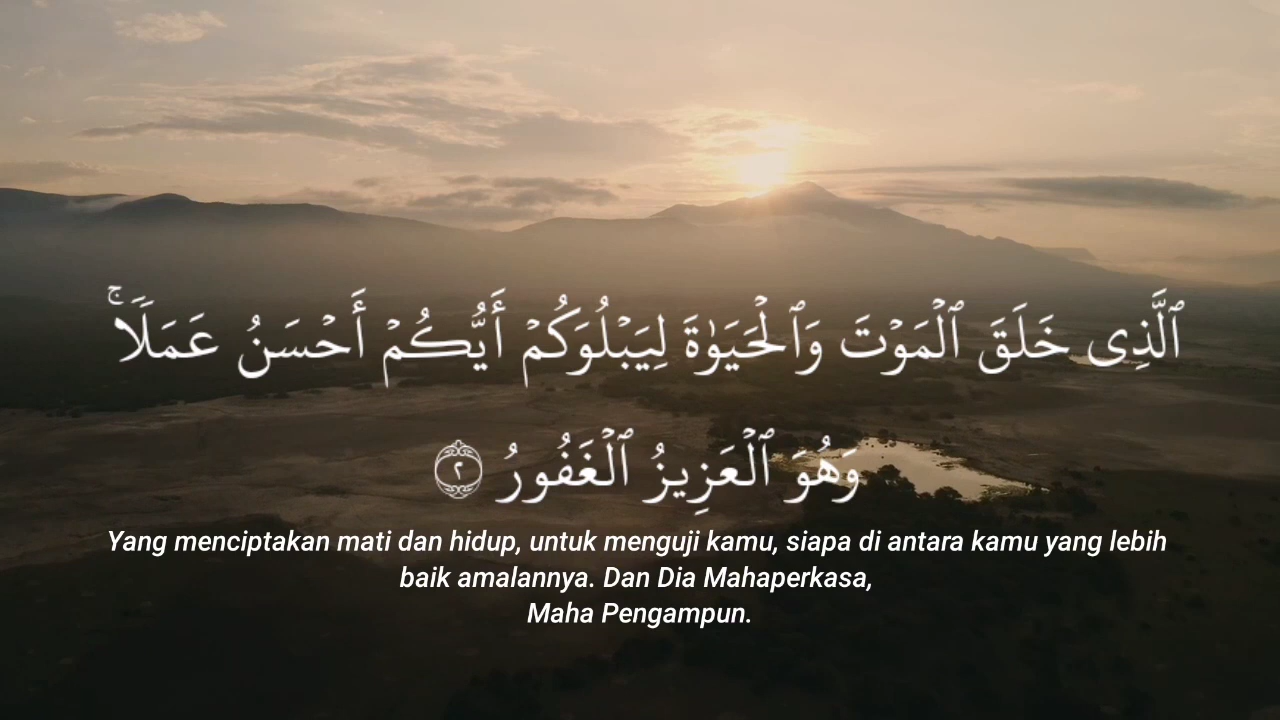 ٱلَّذِى خَلَقَ ٱلْمَوْتَ وَٱلْحَيَوٰةَ لِيَبْلُوَكُمْ أَيُّكُمْ أَحْسَنُ عَمَلًۭا ۚ
وَهُوَ ٱلْعَزِيزُ ٱلْغَفُورُ ٢
Yang menciptakan mati dan hidup, untuk menguji kamu, siapa di antara kamu yang lebih
baik amalannya. Dan Dia Mahaperkasa,
Maha Pengampun.